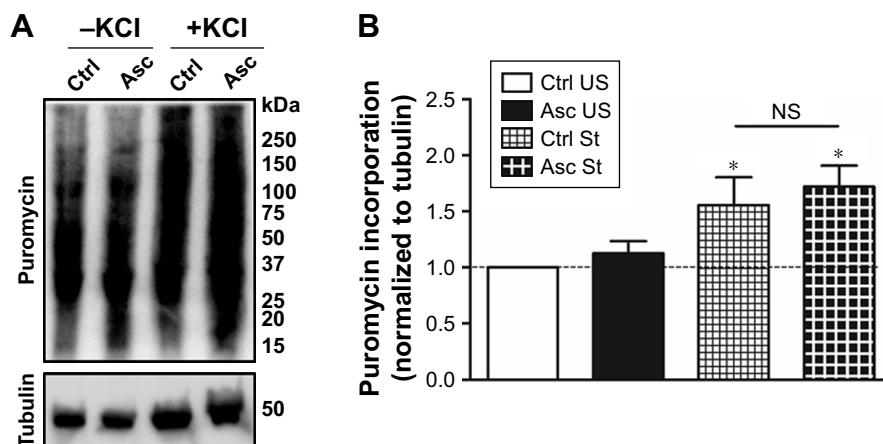 A
–KCl +KCl
Ctrl Asc Ctrl Asc
kDa
250
150
100
75
50
37
25
20
15
Puromycin
50
Tubulin
B
Ctrl US
Asc US
Ctrl St
Asc St
Puromycin incorporation
(normalized to tubulin)
2.5
2.0
1.5
1.0
0.5
0.0
NS
* *